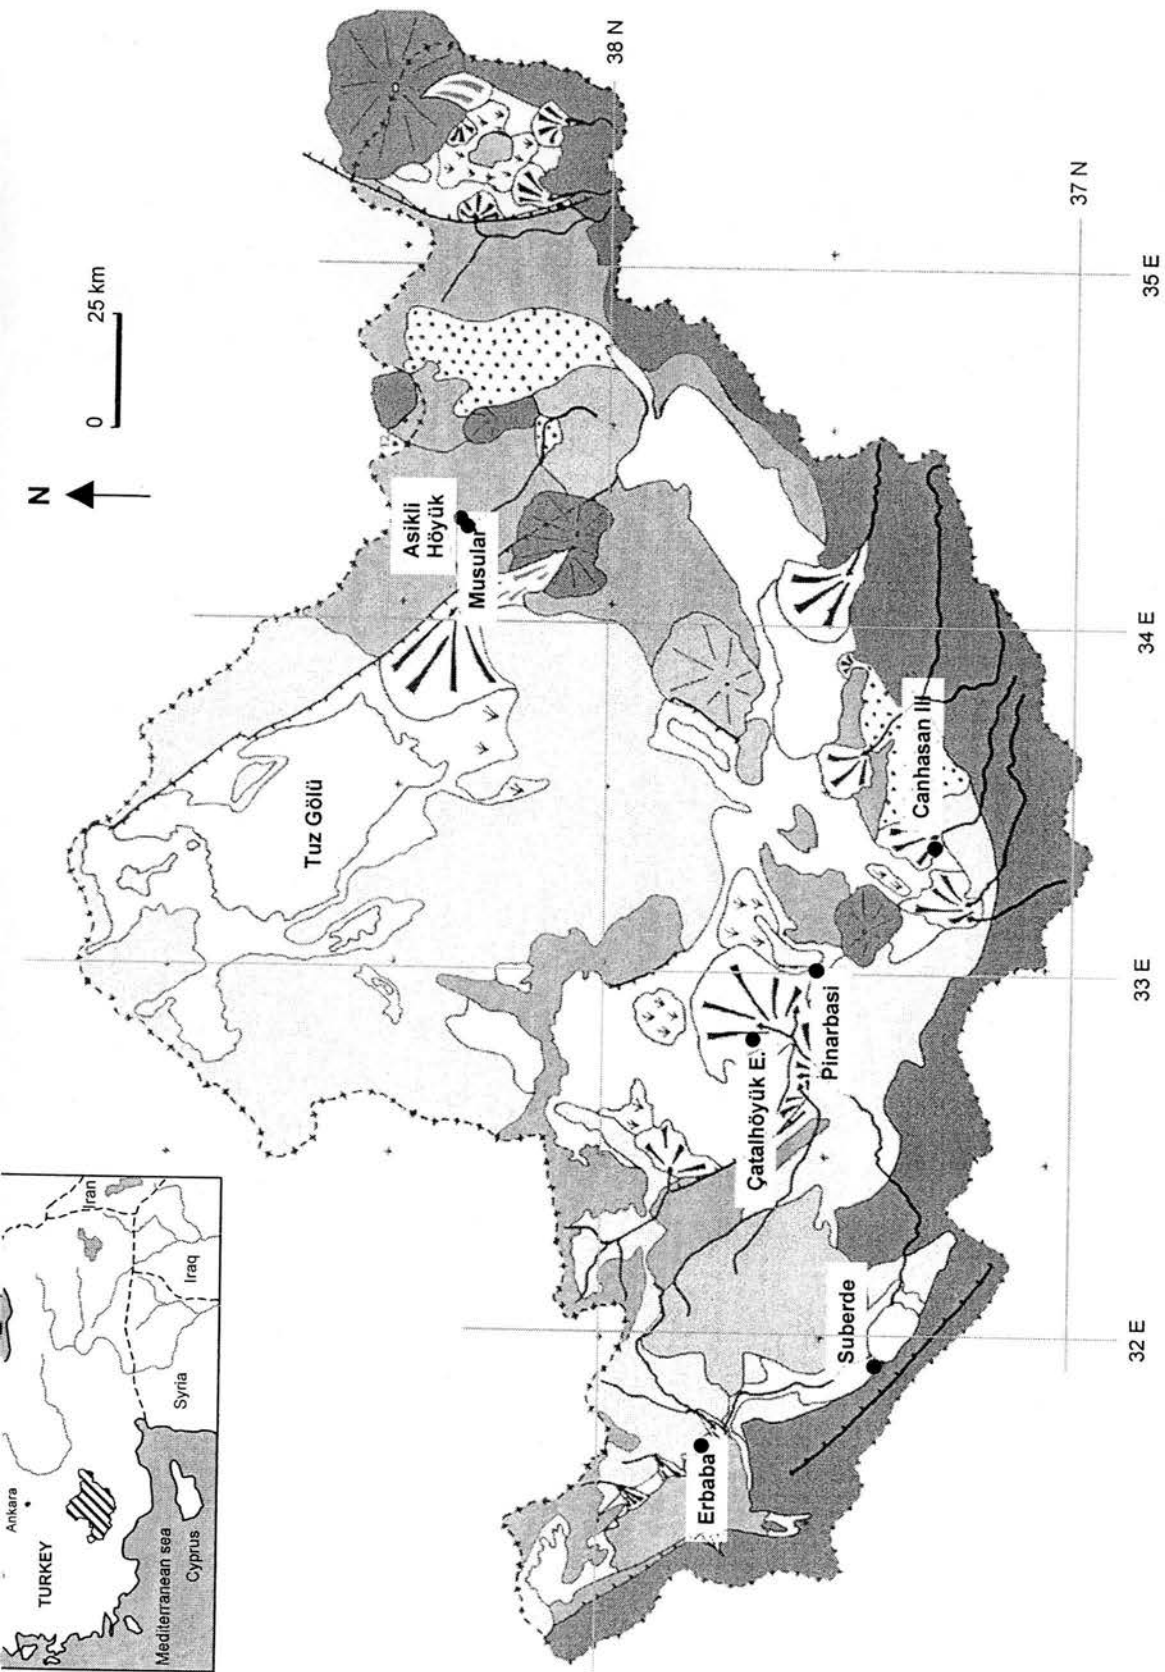 Ankara
TURKEY
Mediterranean sea
Cyprus
Syria
Iraq
Iran
N
0
25 km
38 N
37 N
32 E
33 E
34 E
35 E
Tuz Gölü
Asikli
Höyük
Musular
Canhasan III
Pinarbasi
Çatalhöyük E.
Suberde
Erbaba